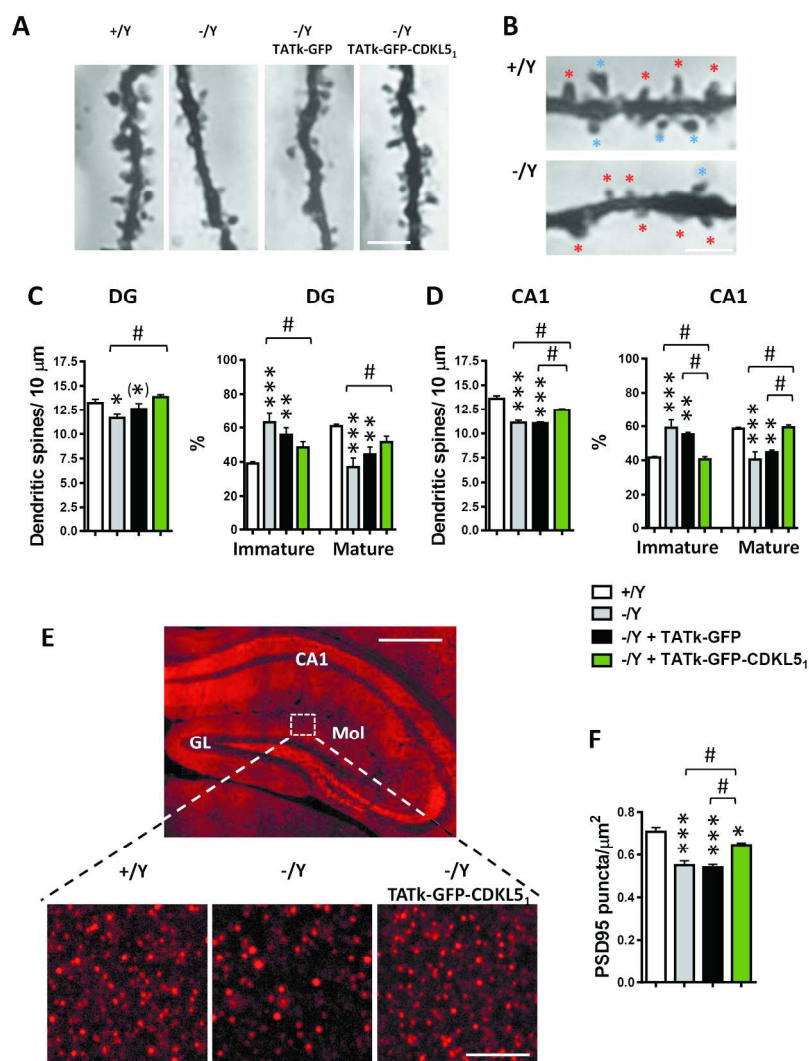 A
+/Y
-/Y
-/Y
TATk-GFP
-/Y
TATk-GFP-CDKL5₁
B
+/Y
* * * * *
* * *
-/Y
* * *
* * * *
C
DG
Dendritic spines/ 10 μm
17.5
15.0
12.5
10.0
7.5
5.0
2.5
0.0
* (*)
#
DG
%
100
80
60
40
20
0
#
*** **
#
*** **
Immature Mature
D
CA1
Dendritic spines/ 10 μm
17.5
15.0
12.5
10.0
7.5
5.0
2.5
0.0
#
#
*** ***
CA1
%
100
80
60
40
20
0
#
#
*** **
#
#
*** **
Immature Mature
+/Y
-/Y
-/Y + TATk-GFP
-/Y + TATk-GFP-CDKL5₁
E
CA1
GL
Mol
+/Y
-/Y
-/Y
TATk-GFP-CDKL5₁
F
PSD95 puncta/μm²
0.8
0.6
0.4
0.2
0.0
#
#
*** *** *